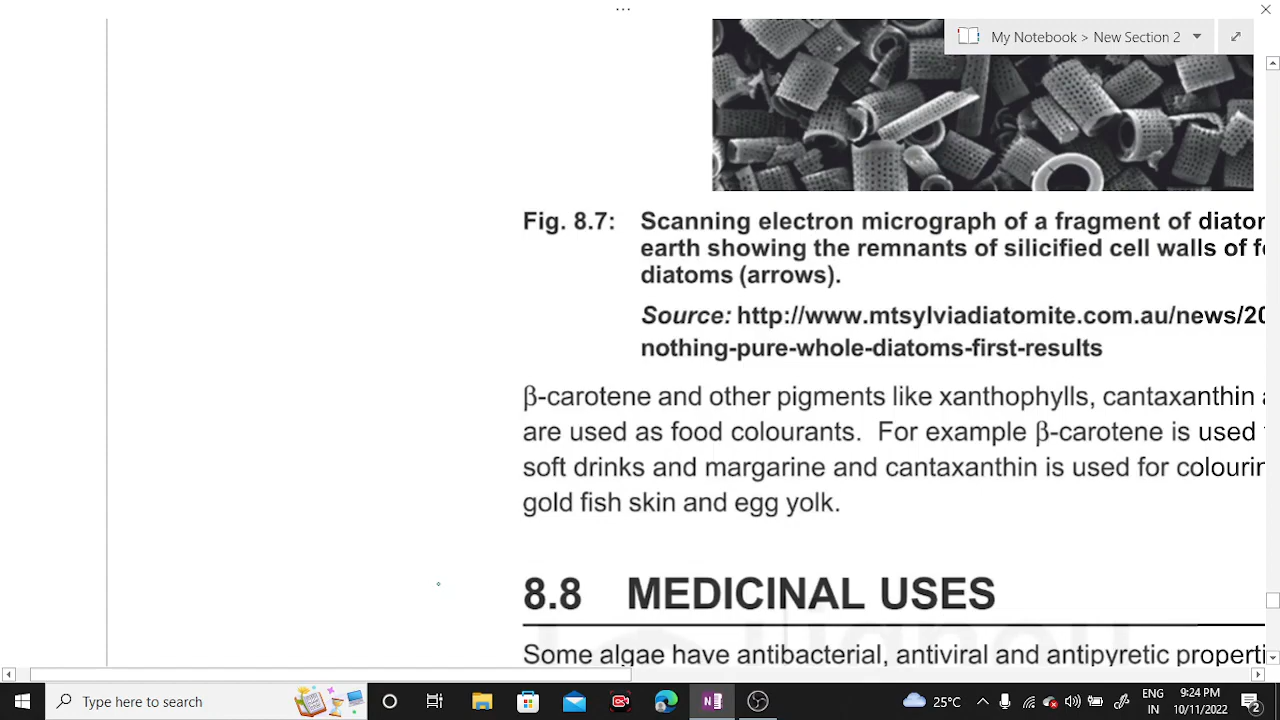 ...
My Notebook > New Section 2
Fig. 8.7: Scanning electron micrograph of a fragment of diator
earth showing the remnants of silicified cell walls of f
diatoms (arrows).
Source: http://www.mtsylviadiatomite.com.au/news/20
nothing-pure-whole-diatoms-first-results
β-carotene and other pigments like xanthophylls, cantaxanthin a
are used as food colourants. For example β-carotene is used
soft drinks and margarine and cantaxanthin is used for colourin
gold fish skin and egg yolk.
8.8 MEDICINAL USES
Some algae have antibacterial, antiviral and antipyretic properti
Type here to search
25°C
ENG
IN
9:24 PM
10/11/2022
2